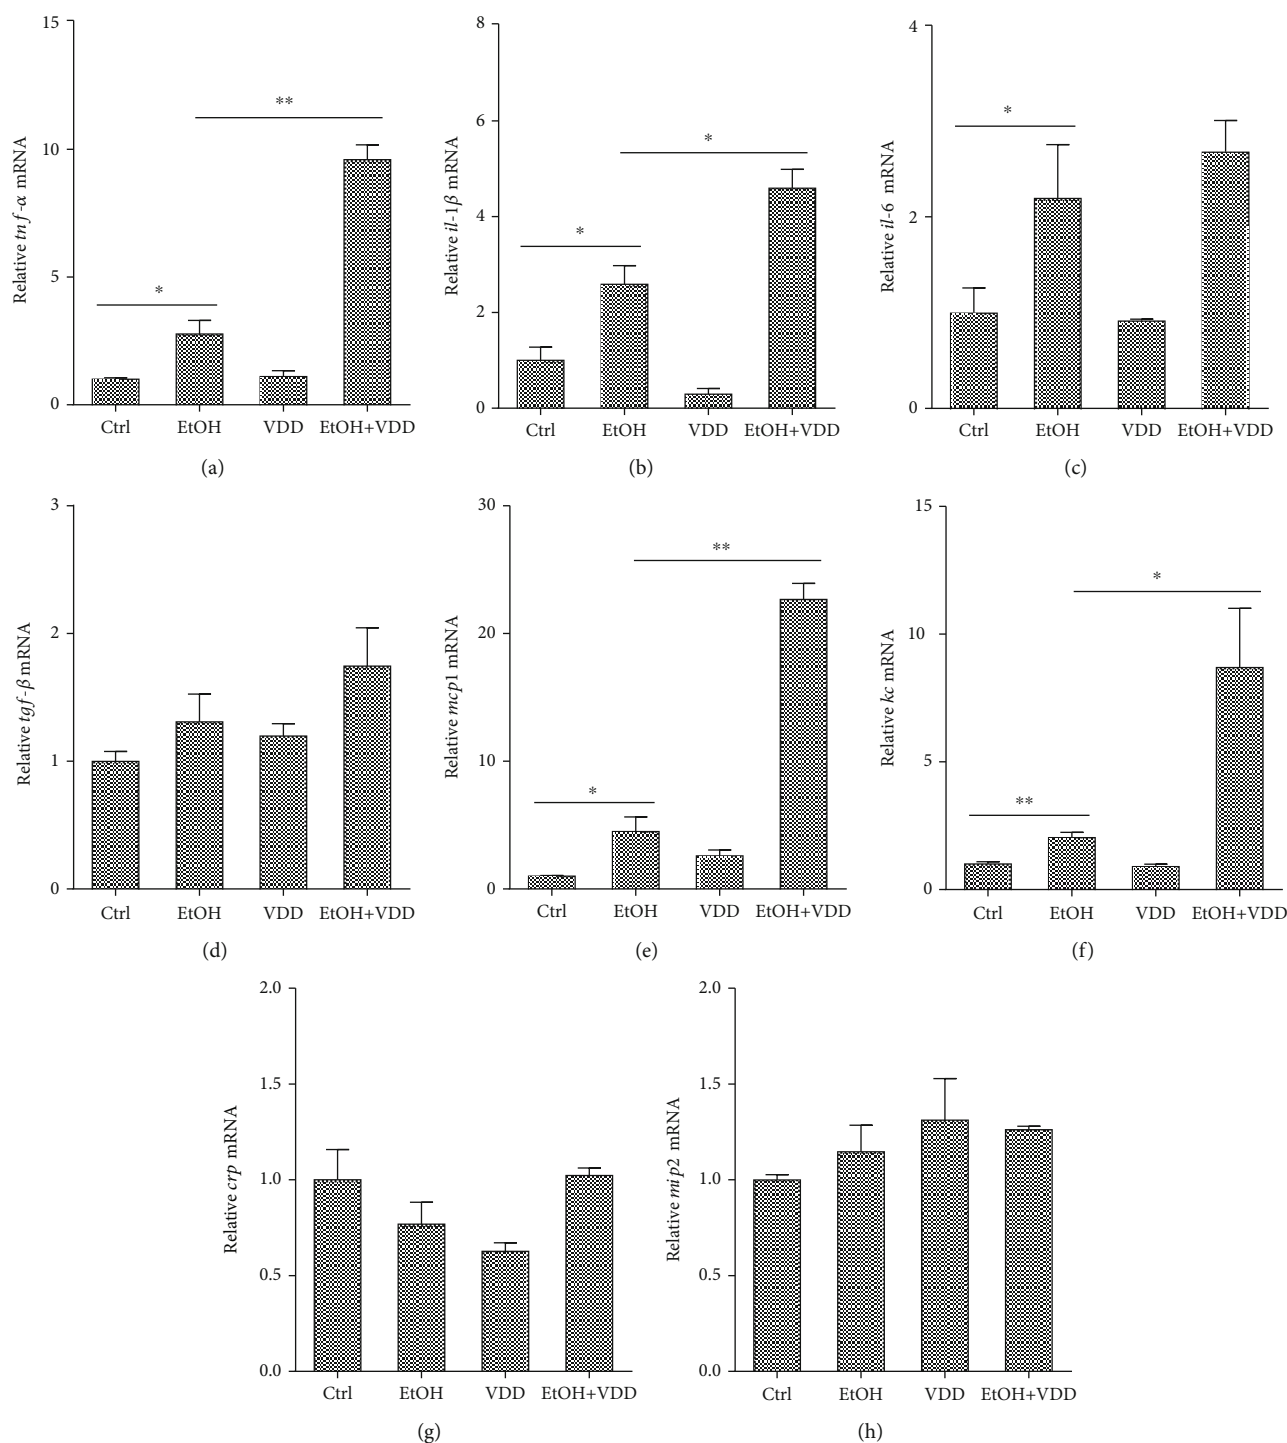 15
10
5
0
Relative tnf-α mRNA
*
**
Ctrl EtOH VDD EtOH+VDD
(a)
8
6
4
2
0
Relative il-1β mRNA
*
*
Ctrl EtOH VDD EtOH+VDD
(b)
4
2
0
Relative il-6 mRNA
*
Ctrl EtOH VDD EtOH+VDD
(c)
3
2
1
0
Relative tgf-β mRNA
Ctrl EtOH VDD EtOH+VDD
(d)
30
20
10
0
Relative mcp1 mRNA
*
**
Ctrl EtOH VDD EtOH+VDD
(e)
15
10
5
0
Relative kc mRNA
**
*
Ctrl EtOH VDD EtOH+VDD
(f)
2.0
1.5
1.0
0.5
0.0
Relative crp mRNA
Ctrl EtOH VDD EtOH+VDD
(g)
2.0
1.5
1.0
0.5
0.0
Relative mip2 mRNA
Ctrl EtOH VDD EtOH+VDD
(h)